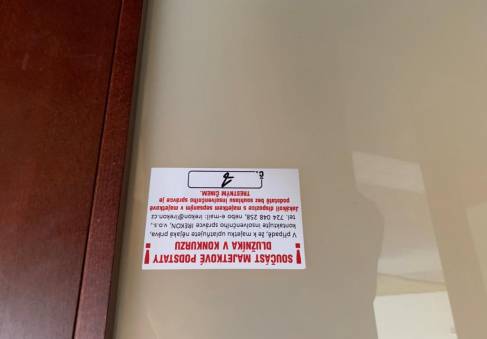 ! SOUČÁST MAJETKOVÉ PODSTATY !
DLUŽNÍKA V KONKURZU
V případě, že k majetku uplatňujete nějaká práva,
kontaktujte insolvenčního správce IREKON, v.o.s.,
tel. 724 048 258, nebo e-mail: irekon@irekon.cz
Jakákoli dispozice s majetkem sepsaným v majetkové
podstatě bez souhlasu insolvenčního správce je
TRESTNÝM ČINEM.
č. 2